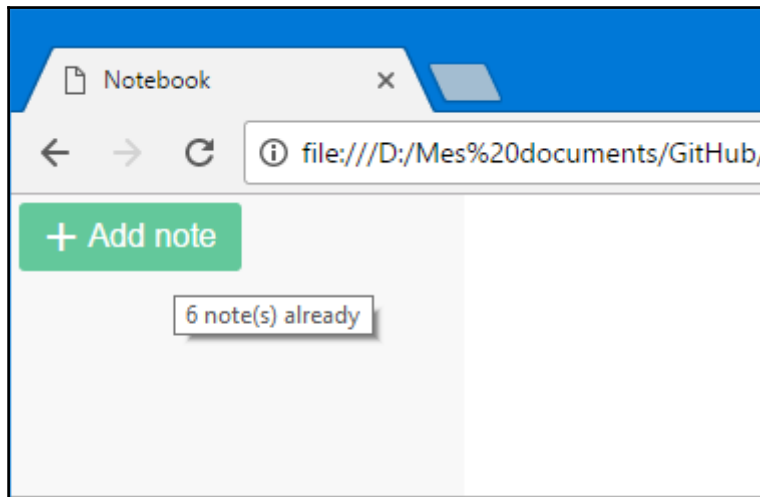 Notebook
file:///D:/Mes%20documents/GitHub/
+ Add note
6 note(s) already